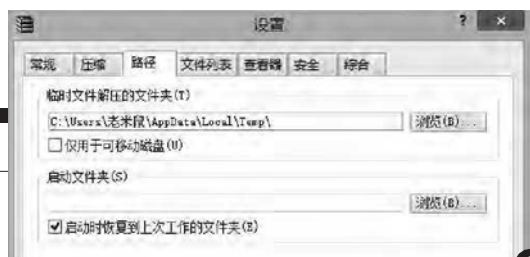 设置
常规 压缩 路径 文件列表 查看器 安全 综合
临时文件解压的文件夹(T)
C:\Users\老米鼠\AppData\Local\Temp\ 浏览(B)...
仅用于可移动磁盘(U)
启动文件夹(S)
浏览(B)...
启动时恢复到上次工作的文件夹(E)